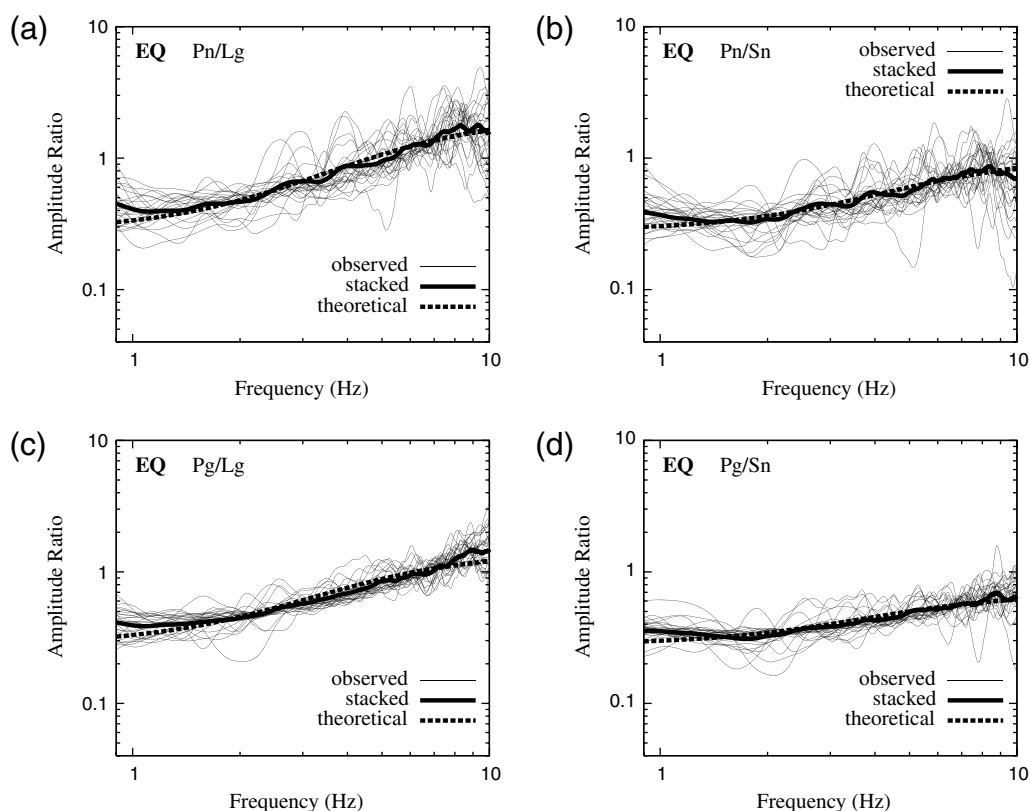 (a)
EQ Pn/Lg
10
1
0.1
Amplitude Ratio
observed
stacked
theoretical
1
10
Frequency (Hz)
(b)
EQ Pn/Sn
10
1
0.1
Amplitude Ratio
observed
stacked
theoretical
1
10
Frequency (Hz)
(c)
EQ Pg/Lg
10
1
0.1
Amplitude Ratio
observed
stacked
theoretical
1
10
Frequency (Hz)
(d)
EQ Pg/Sn
10
1
0.1
Amplitude Ratio
observed
stacked
theoretical
1
10
Frequency (Hz)